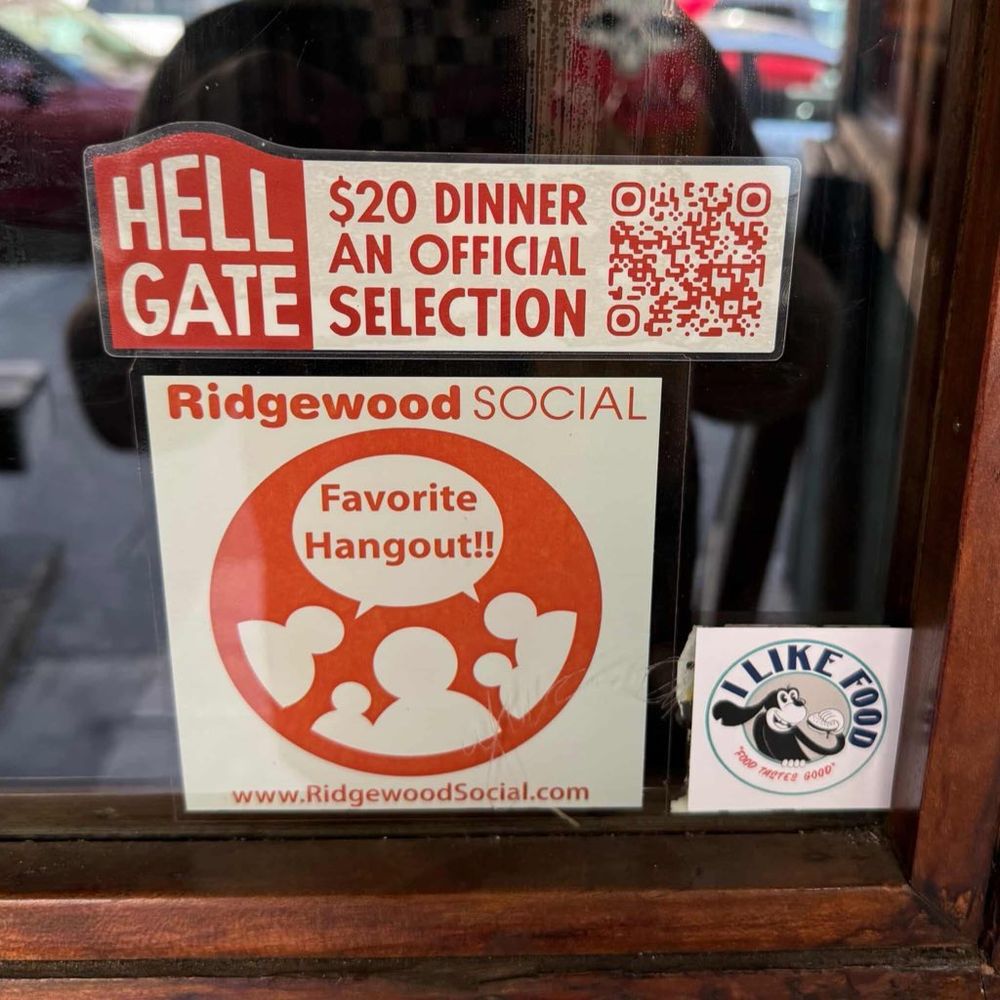 HELL
GATE
$20 DINNER
AN OFFICIAL
SELECTION
Ridgewood SOCIAL
Favorite
Hangout!!
www.RidgewoodSocial.com
I LIKE FOOD
"FOOD TASTES GOOD"